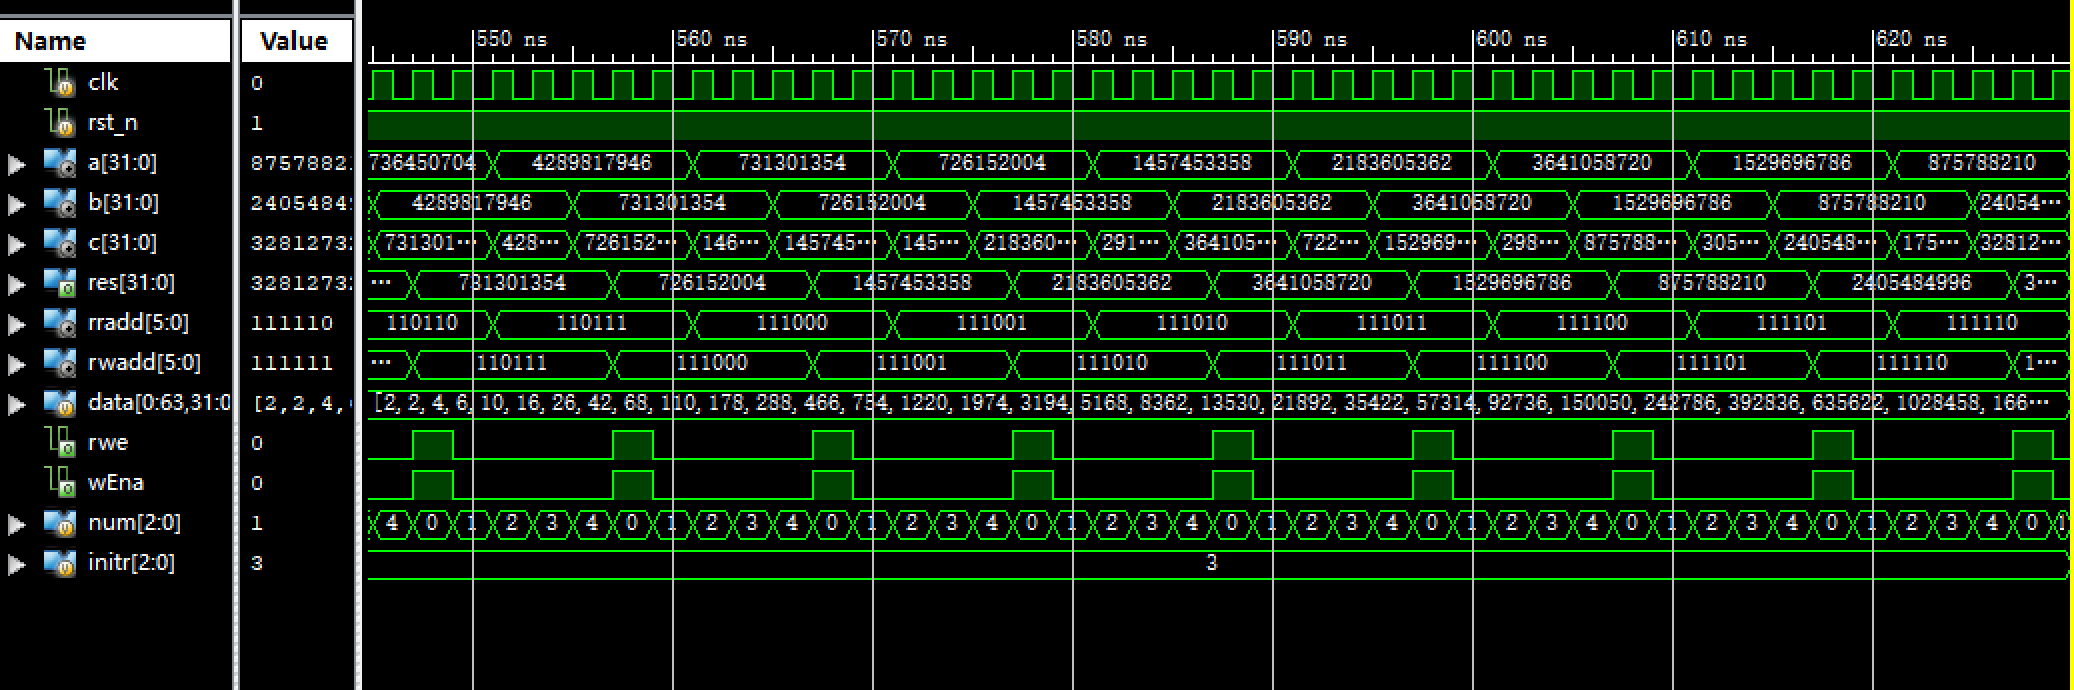 Name Value 550 ns 560 ns 570 ns 580 ns 590 ns 600 ns 610 ns 620 ns
clk 0
rst_n 1
a[31:0] 87578821 736450704 4289817946 731301354 726152004 1457453358 2183605362 3641058720 1529696786 875788210
b[31:0] 2405484 4289817946 731301354 726152004 1457453358 2183605362 3641058720 1529696786 875788210 24054···
c[31:0] 3281273 731301··· 428··· 726152··· 146··· 145745··· 145··· 218360··· 291··· 364105··· 722··· 152969··· 298··· 875788··· 305··· 240548··· 175··· 32812···
res[31:0] 3281273 ··· 731301354 726152004 1457453358 2183605362 3641058720 1529696786 875788210 2405484996 3···
rradd[5:0] 111110 110110 110111 111000 111001 111010 111011 111100 111101 111110
rwadd[5:0] 111111 ··· 110111 111000 111001 111010 111011 111100 111101 111110 1···
data[0:63,31:0 [2,2,4, [2, 2, 4, 6, 10, 16, 26, 42, 68, 110, 178, 288, 466, 754, 1220, 1974, 3194, 5168, 8362, 13530, 21892, 35422, 57314, 92736, 150050, 242786, 392836, 635622, 1028458, 166···
rwe 0
wEna 0
num[2:0] 1 4 0 1 2 3 4 0 1 2 3 4 0 1 2 3 4 0 1 2 3 4 0 1 2 3 4 0 1 2 3 4 0 1 2 3 4 0 1 2 3 4 0 1
initr[2:0] 3 3